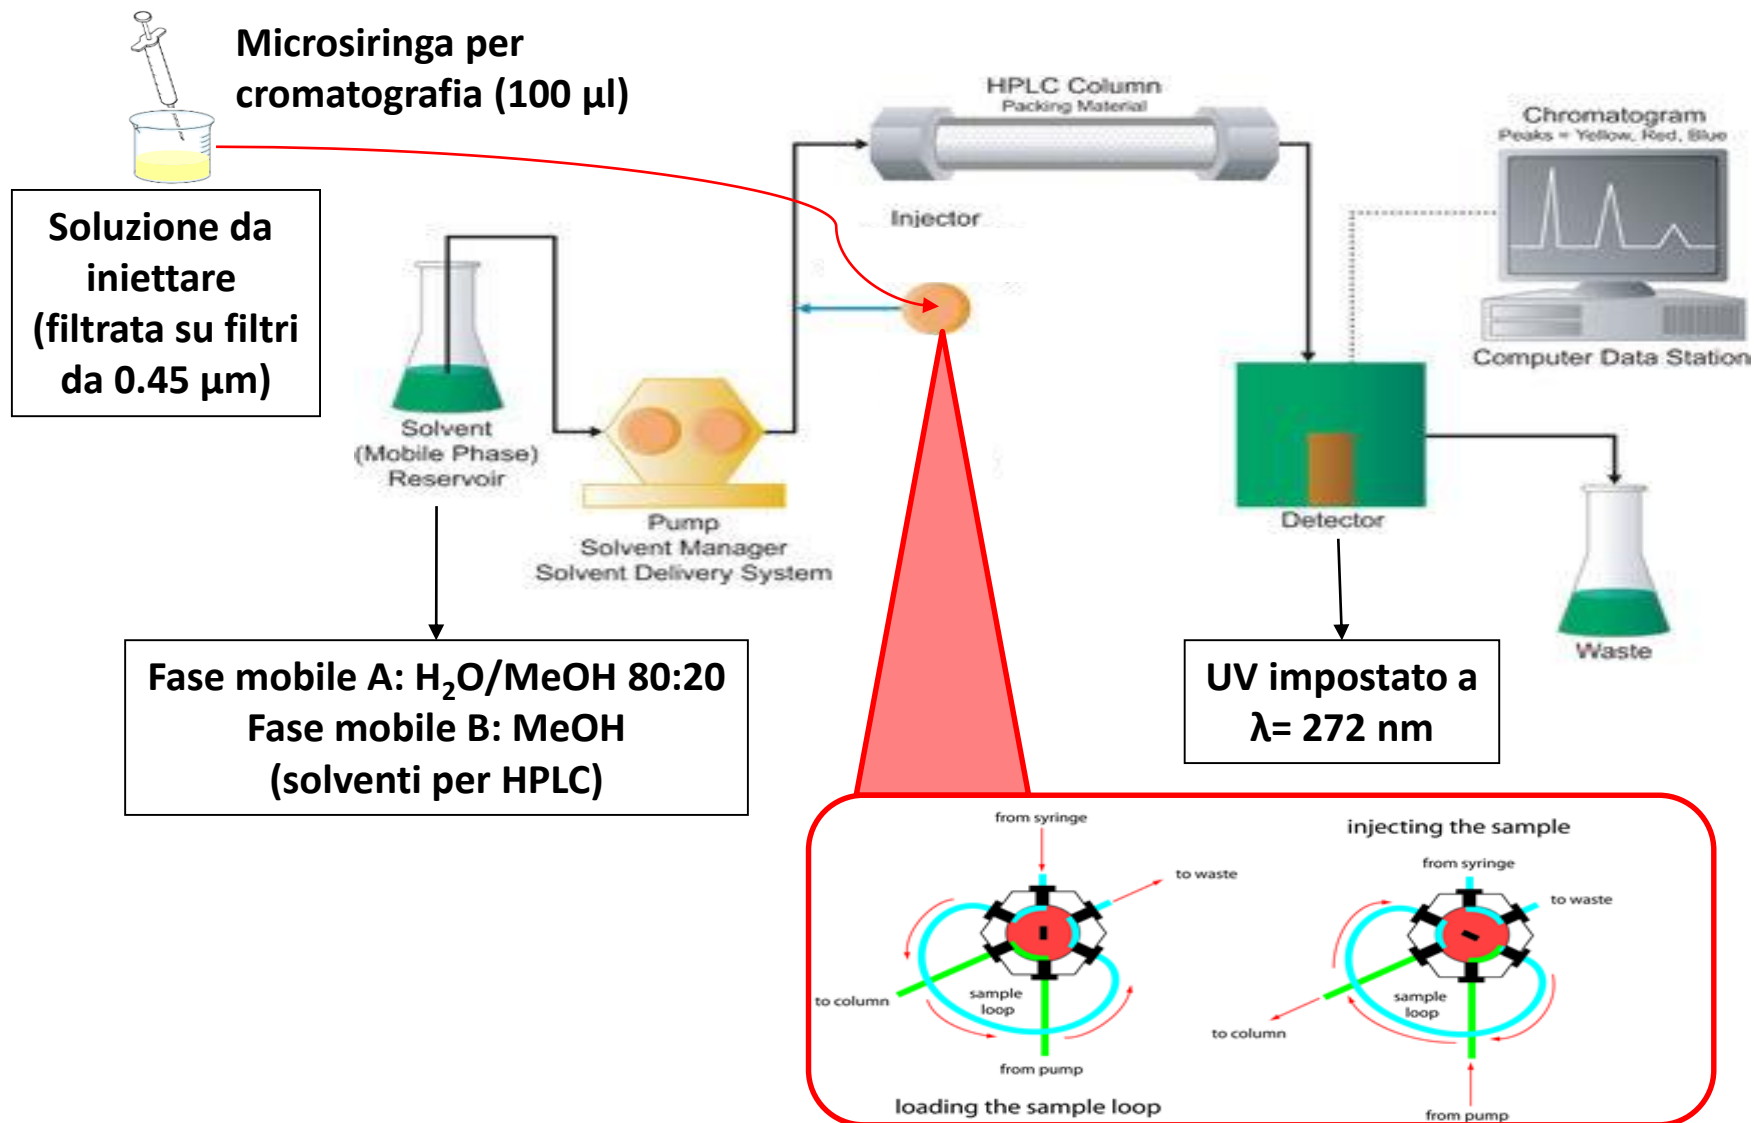 Microsiringa per
cromatografia (100 µl)
Soluzione da
iniettare
(filtrata su filtri
da 0.45 µm)
HPLC Column
Packing Material
Injector
Chromatogram
Peaks = Yellow, Red, Blue
Computer Data Station
Solvent
(Mobile Phase)
Reservoir
Pump
Solvent Manager
Solvent Delivery System
Detector
Waste
Fase mobile A: H₂O/MeOH 80:20
Fase mobile B: MeOH
(solventi per HPLC)
UV impostato a
λ= 272 nm
from syringe
to waste
to column
sample
loop
from pump
loading the sample loop
injecting the sample
from syringe
to waste
to column
sample
loop
from pump